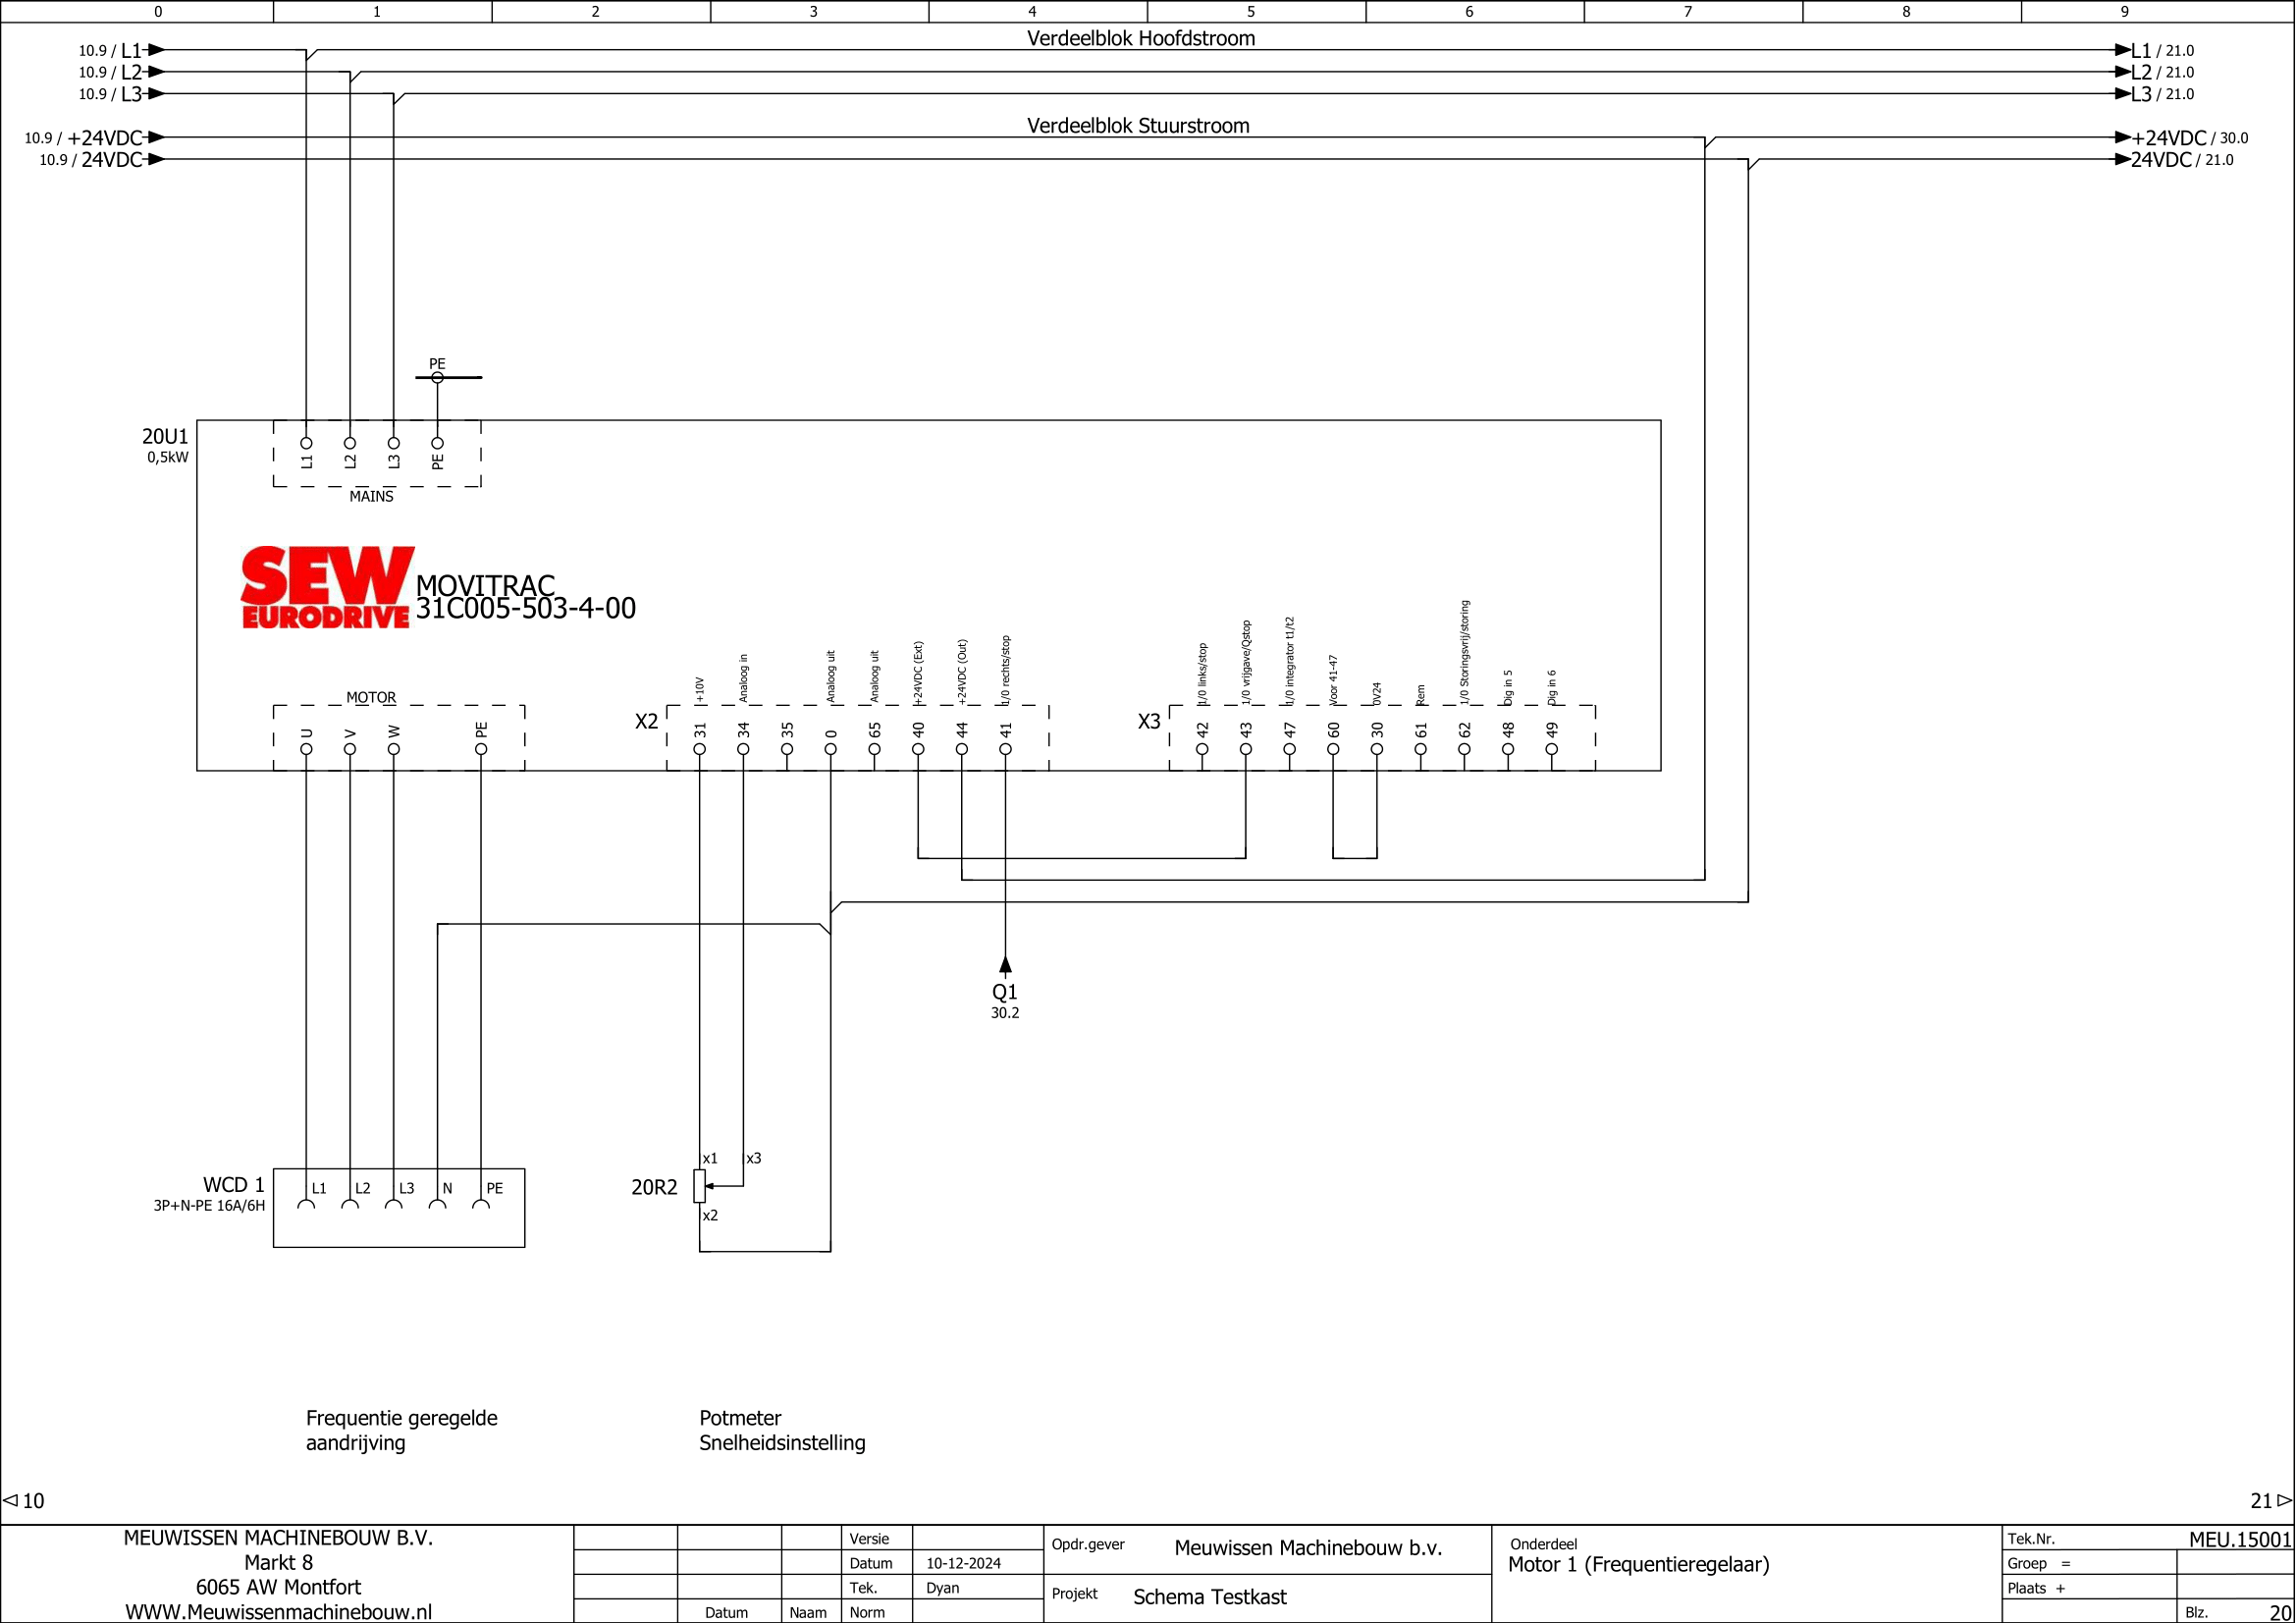 0 1 2 3 4 5 6 7 8 9
Verdeelblok Hoofdstroom
10.9 / L1
L1 / 21.0
10.9 / L2
L2 / 21.0
10.9 / L3
L3 / 21.0
Verdeelblok Stuurstroom
10.9 / +24VDC
+24VDC / 30.0
10.9 / 24VDC
24VDC / 21.0
PE
20U1
0,5kW
L1 L2 L3 PE
MAINS
SEW
EURODRIVE
MOVITRAC
31C005-503-4-00
MOTOR
U V W PE
+10V
Analoog in
Analoog uit
Analoog uit
+24VDC (Ext)
+24VDC (Out)
1/0 rechts/stop
X2
31 34 35 0 65 40 44 41
1/0 links/stop
1/0 vrijgave/Qstop
1/0 integrator t1/t2
Voor 41-47
0V24
Rem
1/0 Storingsvrij/storing
Dig in 5
Dig in 6
X3
42 43 47 60 30 61 62 48 49
Q1
30.2
WCD 1
3P+N-PE 16A/6H
L1 L2 L3 N PE
20R2
x1
x3
x2
Frequentie geregelde
aandrijving
Potmeter
Snelheidsinstelling
10
21
MEUWISSEN MACHINEBOUW B.V.
Markt 8
6065 AW Montfort
WWW.Meuwissenmachinebouw.nl
Datum Naam
Versie
Datum 10-12-2024
Tek. Dyan
Norm
Opdr.gever Meuwissen Machinebouw b.v.
Projekt Schema Testkast
Onderdeel
Motor 1 (Frequentieregelaar)
Tek.Nr. MEU.15001
Groep =
Plaats +
Blz. 20